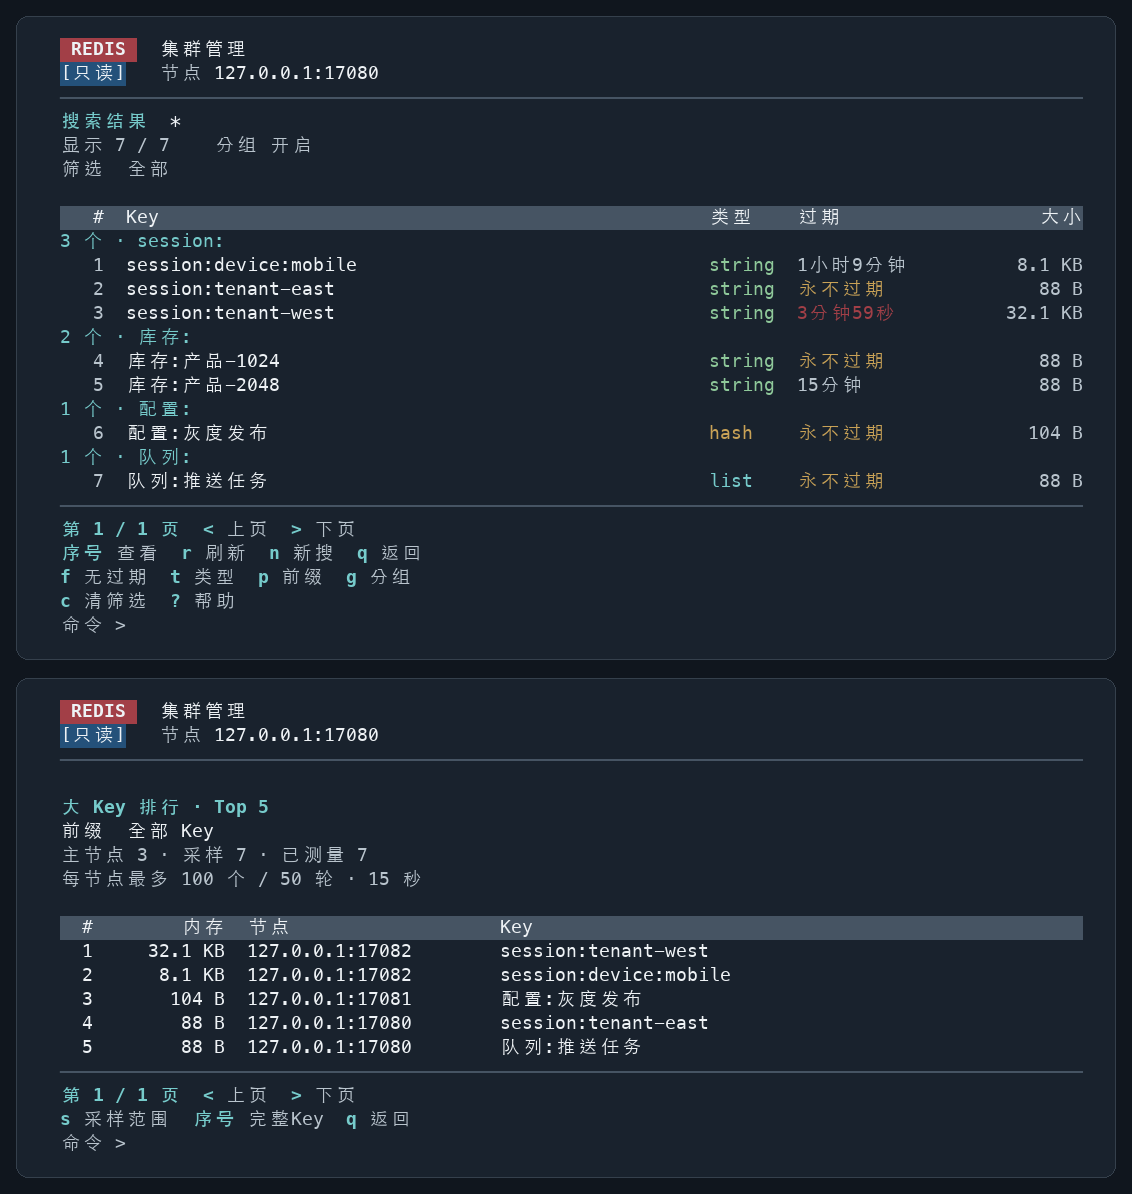 REDIS 集群管理
[只读] 节点 127.0.0.1:17080
搜索结果 *
显示 7 / 7 分组 开启
筛选 全部
# Key 类型 过期 大小
3 个 · session:
1 session:device:mobile string 1小时9分钟 8.1 KB
2 session:tenant-east string 永不过期 88 B
3 session:tenant-west string 3分钟59秒 32.1 KB
2 个 · 库存:
4 库存:产品-1024 string 永不过期 88 B
5 库存:产品-2048 string 15分钟 88 B
1 个 · 配置:
6 配置:灰度发布 hash 永不过期 104 B
1 个 · 队列:
7 队列:推送任务 list 永不过期 88 B
第 1 / 1 页 < 上页 > 下页
序号 查看 r 刷新 n 新搜 q 返回
f 无过期 t 类型 p 前缀 g 分组
c 清筛选 ? 帮助
命令 >
REDIS 集群管理
[只读] 节点 127.0.0.1:17080
大 Key 排行 · Top 5
前缀 全部 Key
主节点 3 · 采样 7 · 已测量 7
每节点最多 100 个 / 50 轮 · 15 秒
# 内存 节点 Key
1 32.1 KB 127.0.0.1:17082 session:tenant-west
2 8.1 KB 127.0.0.1:17082 session:device:mobile
3 104 B 127.0.0.1:17081 配置:灰度发布
4 88 B 127.0.0.1:17080 session:tenant-east
5 88 B 127.0.0.1:17080 队列:推送任务
第 1 / 1 页 < 上页 > 下页
s 采样范围 序号 完整Key q 返回
命令 >